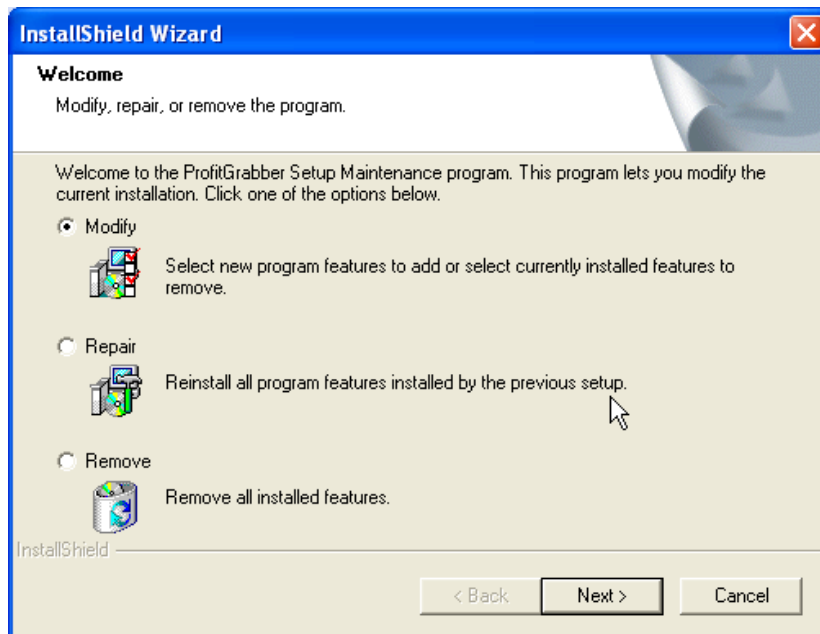 InstallShield Wizard
Welcome
Modify, repair, or remove the program.
Welcome to the ProfitGrabber Setup Maintenance program. This program lets you modify the
current installation. Click one of the options below.
Modify
Select new program features to add or select currently installed features to
remove.
Repair
Reinstall all program features installed by the previous setup.
Remove
Remove all installed features.
InstallShield
< Back
Next >
Cancel